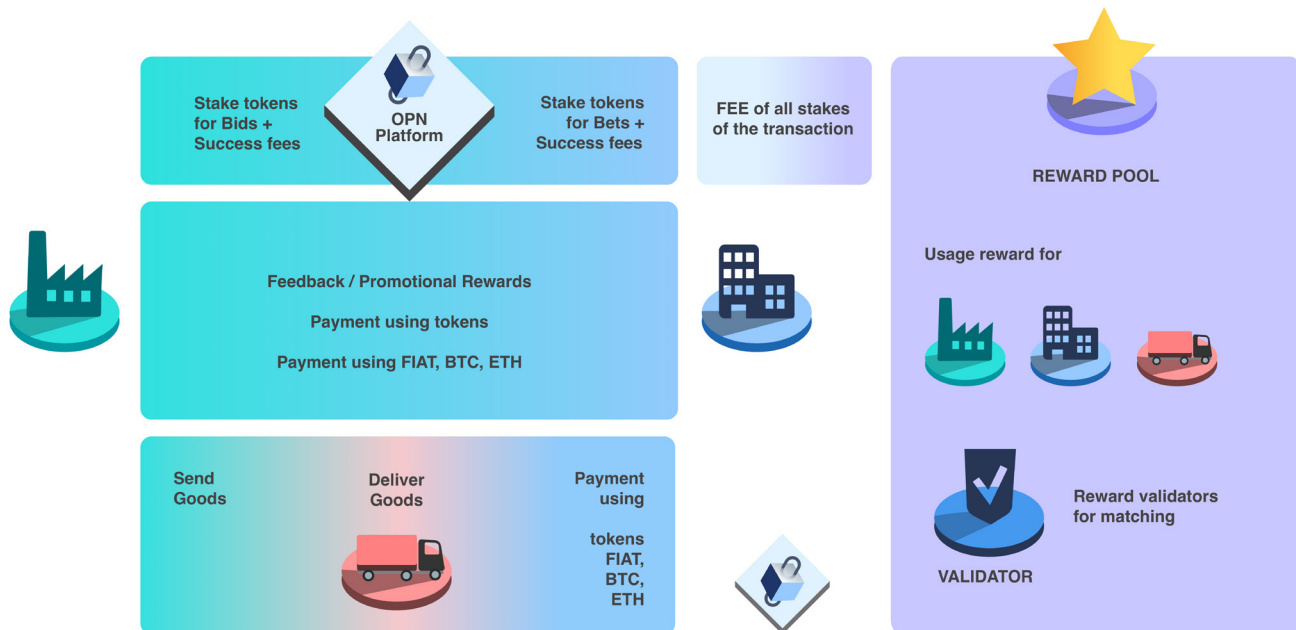 Stake tokens
for Bids +
Success fees
OPN
Platform
Stake tokens
for Bets +
Success fees
FEE of all stakes
of the transaction
REWARD POOL
Usage reward for
Feedback / Promotional Rewards
Payment using tokens
Payment using FIAT, BTC, ETH
Send
Goods
Deliver
Goods
Payment
using
tokens
FIAT,
BTC,
ETH
Reward validators
for matching
VALIDATOR